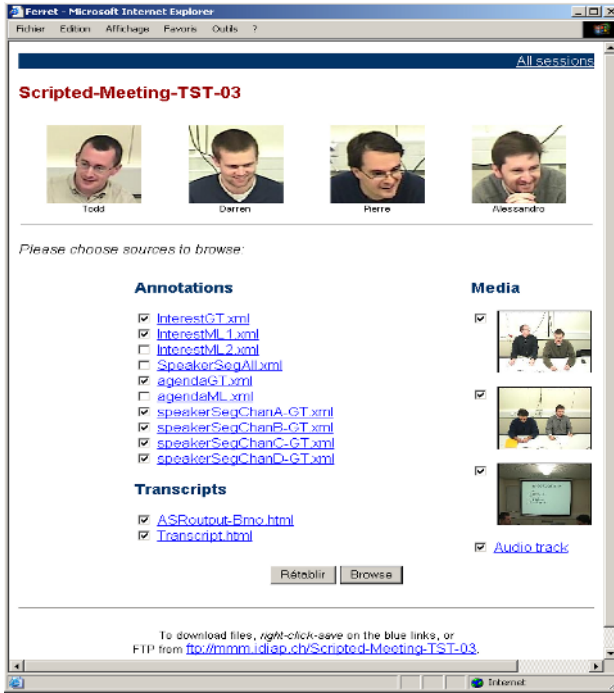 Ferret - Microsoft Internet Explorer
Fichier Edition Affichage Favoris Outils ?
All sessions
Scripted-Meeting-TST-03
Todd Darren Pierre Alessandro
Please choose sources to browse:
Annotations
InterestGT.xml
InterestML1.xml
InterestML2.xml
SpeakerSegAll.xml
agendaGT.xml
agendaML.xml
speakerSegChanA-GT.xml
speakerSegChanB-GT.xml
speakerSegChanC-GT.xml
speakerSegChanD-GT.xml
Transcripts
ASRoutput-Brno.html
Transcript.html
Media
Audio track
Rétablir Browse
To download files, right-click-save on the blue links, or
FTP from ftp://mmm.idiap.ch/Scripted-Meeting-TST-03.
Internet